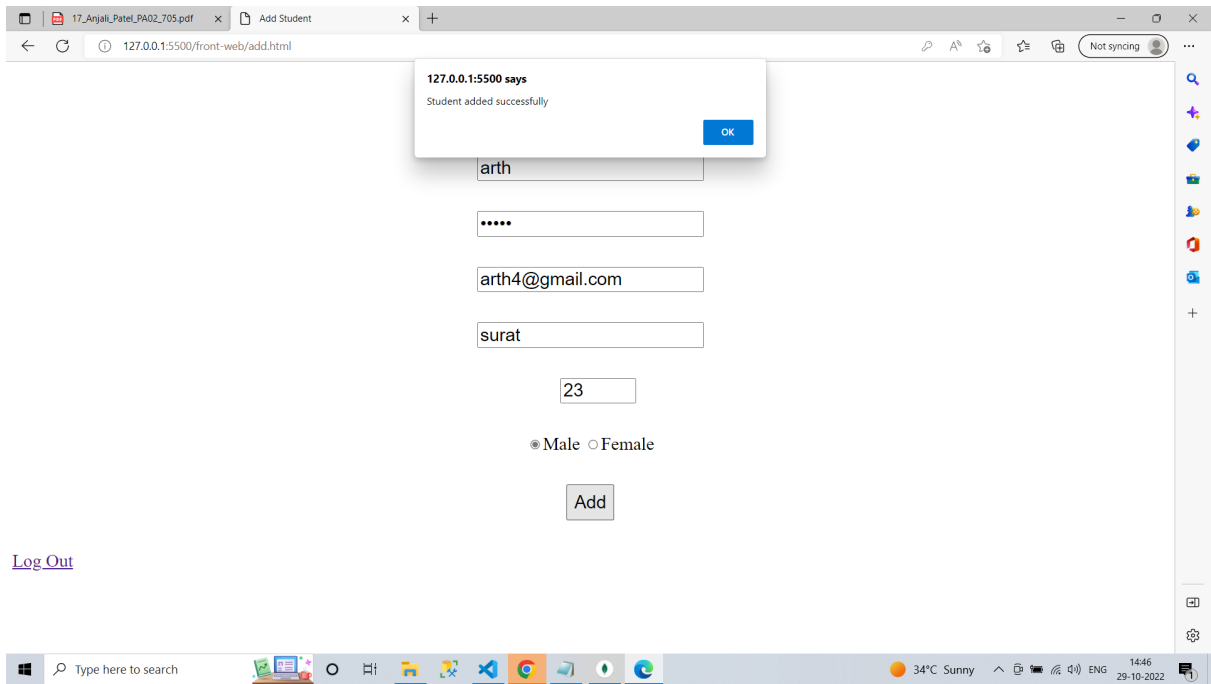 17_Anjali_Patel_PA02_705.pdf
Add Student
127.0.0.1:5500/front-web/add.html
Not syncing
127.0.0.1:5500 says
Student added successfully
OK
arth
•••••
arth4@gmail.com
surat
23
Male Female
Add
Log Out
Type here to search
34°C Sunny
ENG
14:46
29-10-2022
1